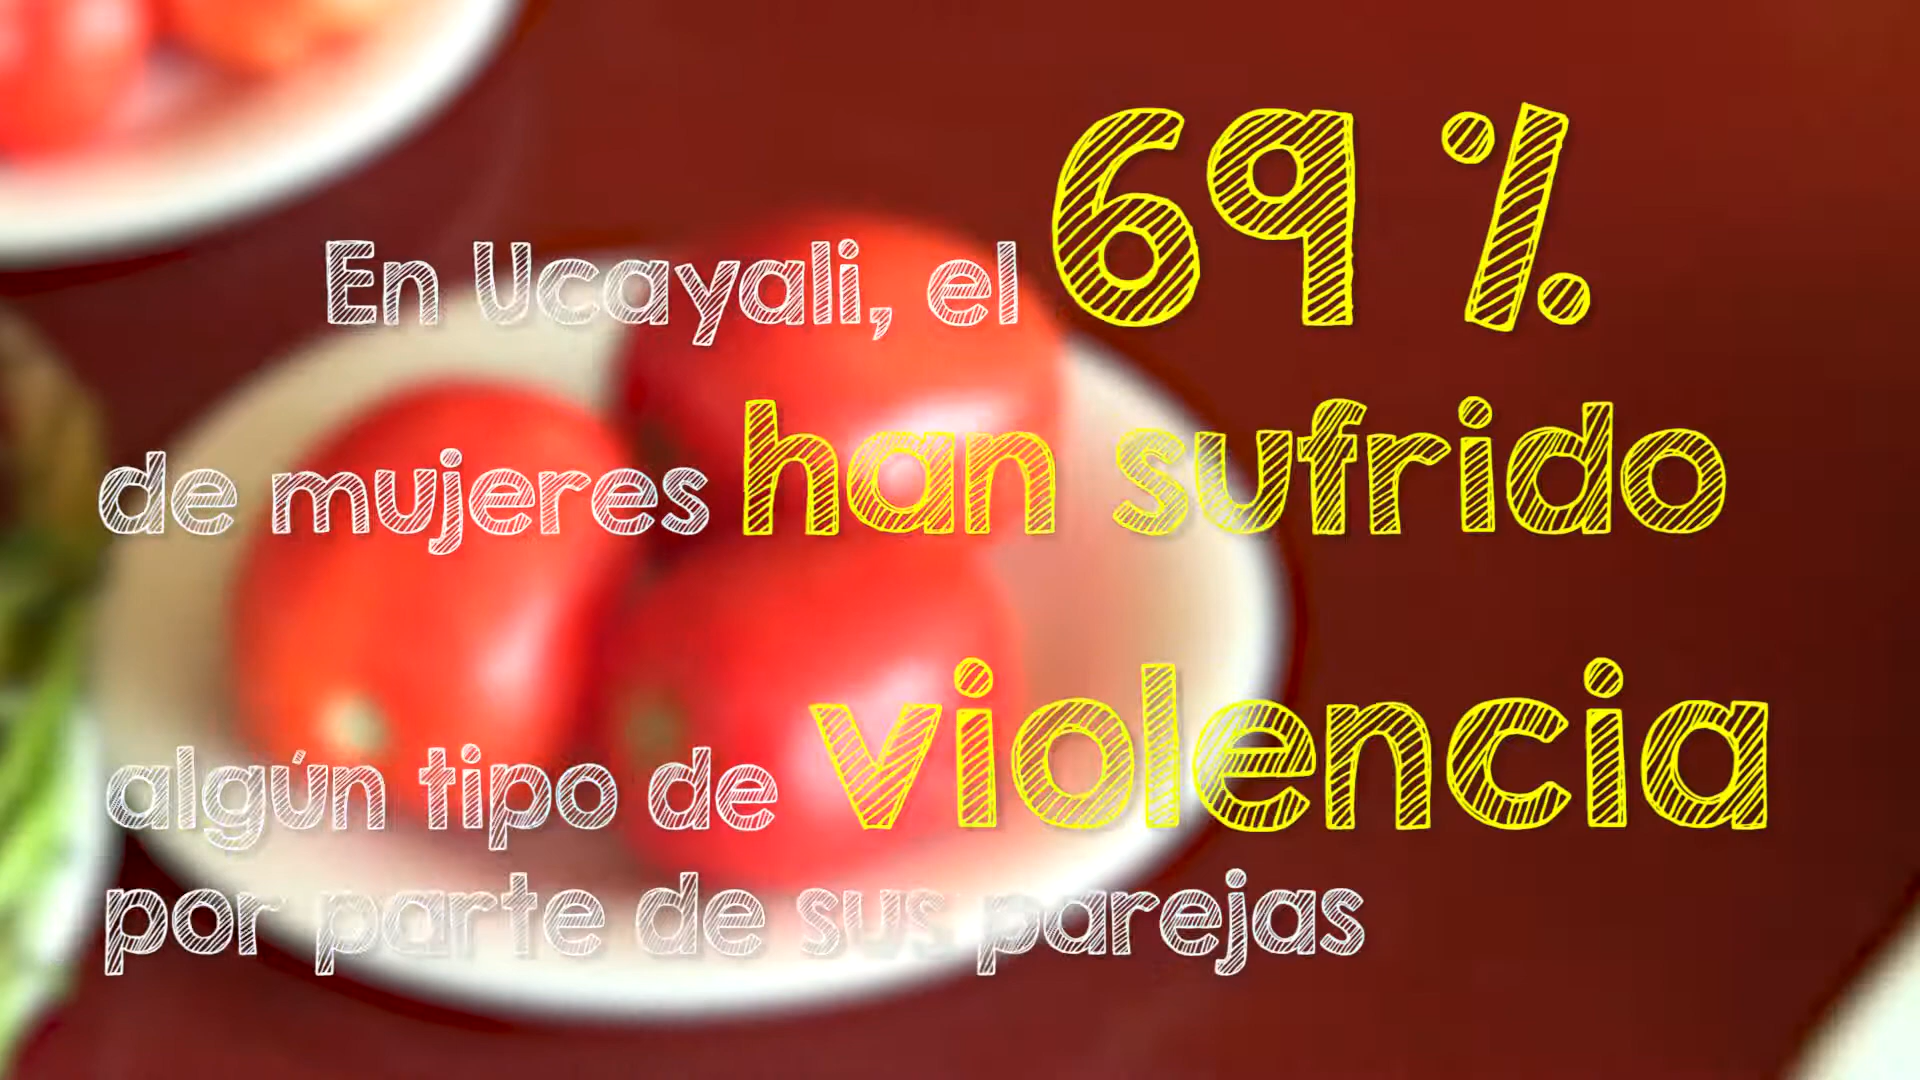 En Ucayali, el 69 %
de mujeres han sufrido
algún tipo de violencia
por parte de sus parejas